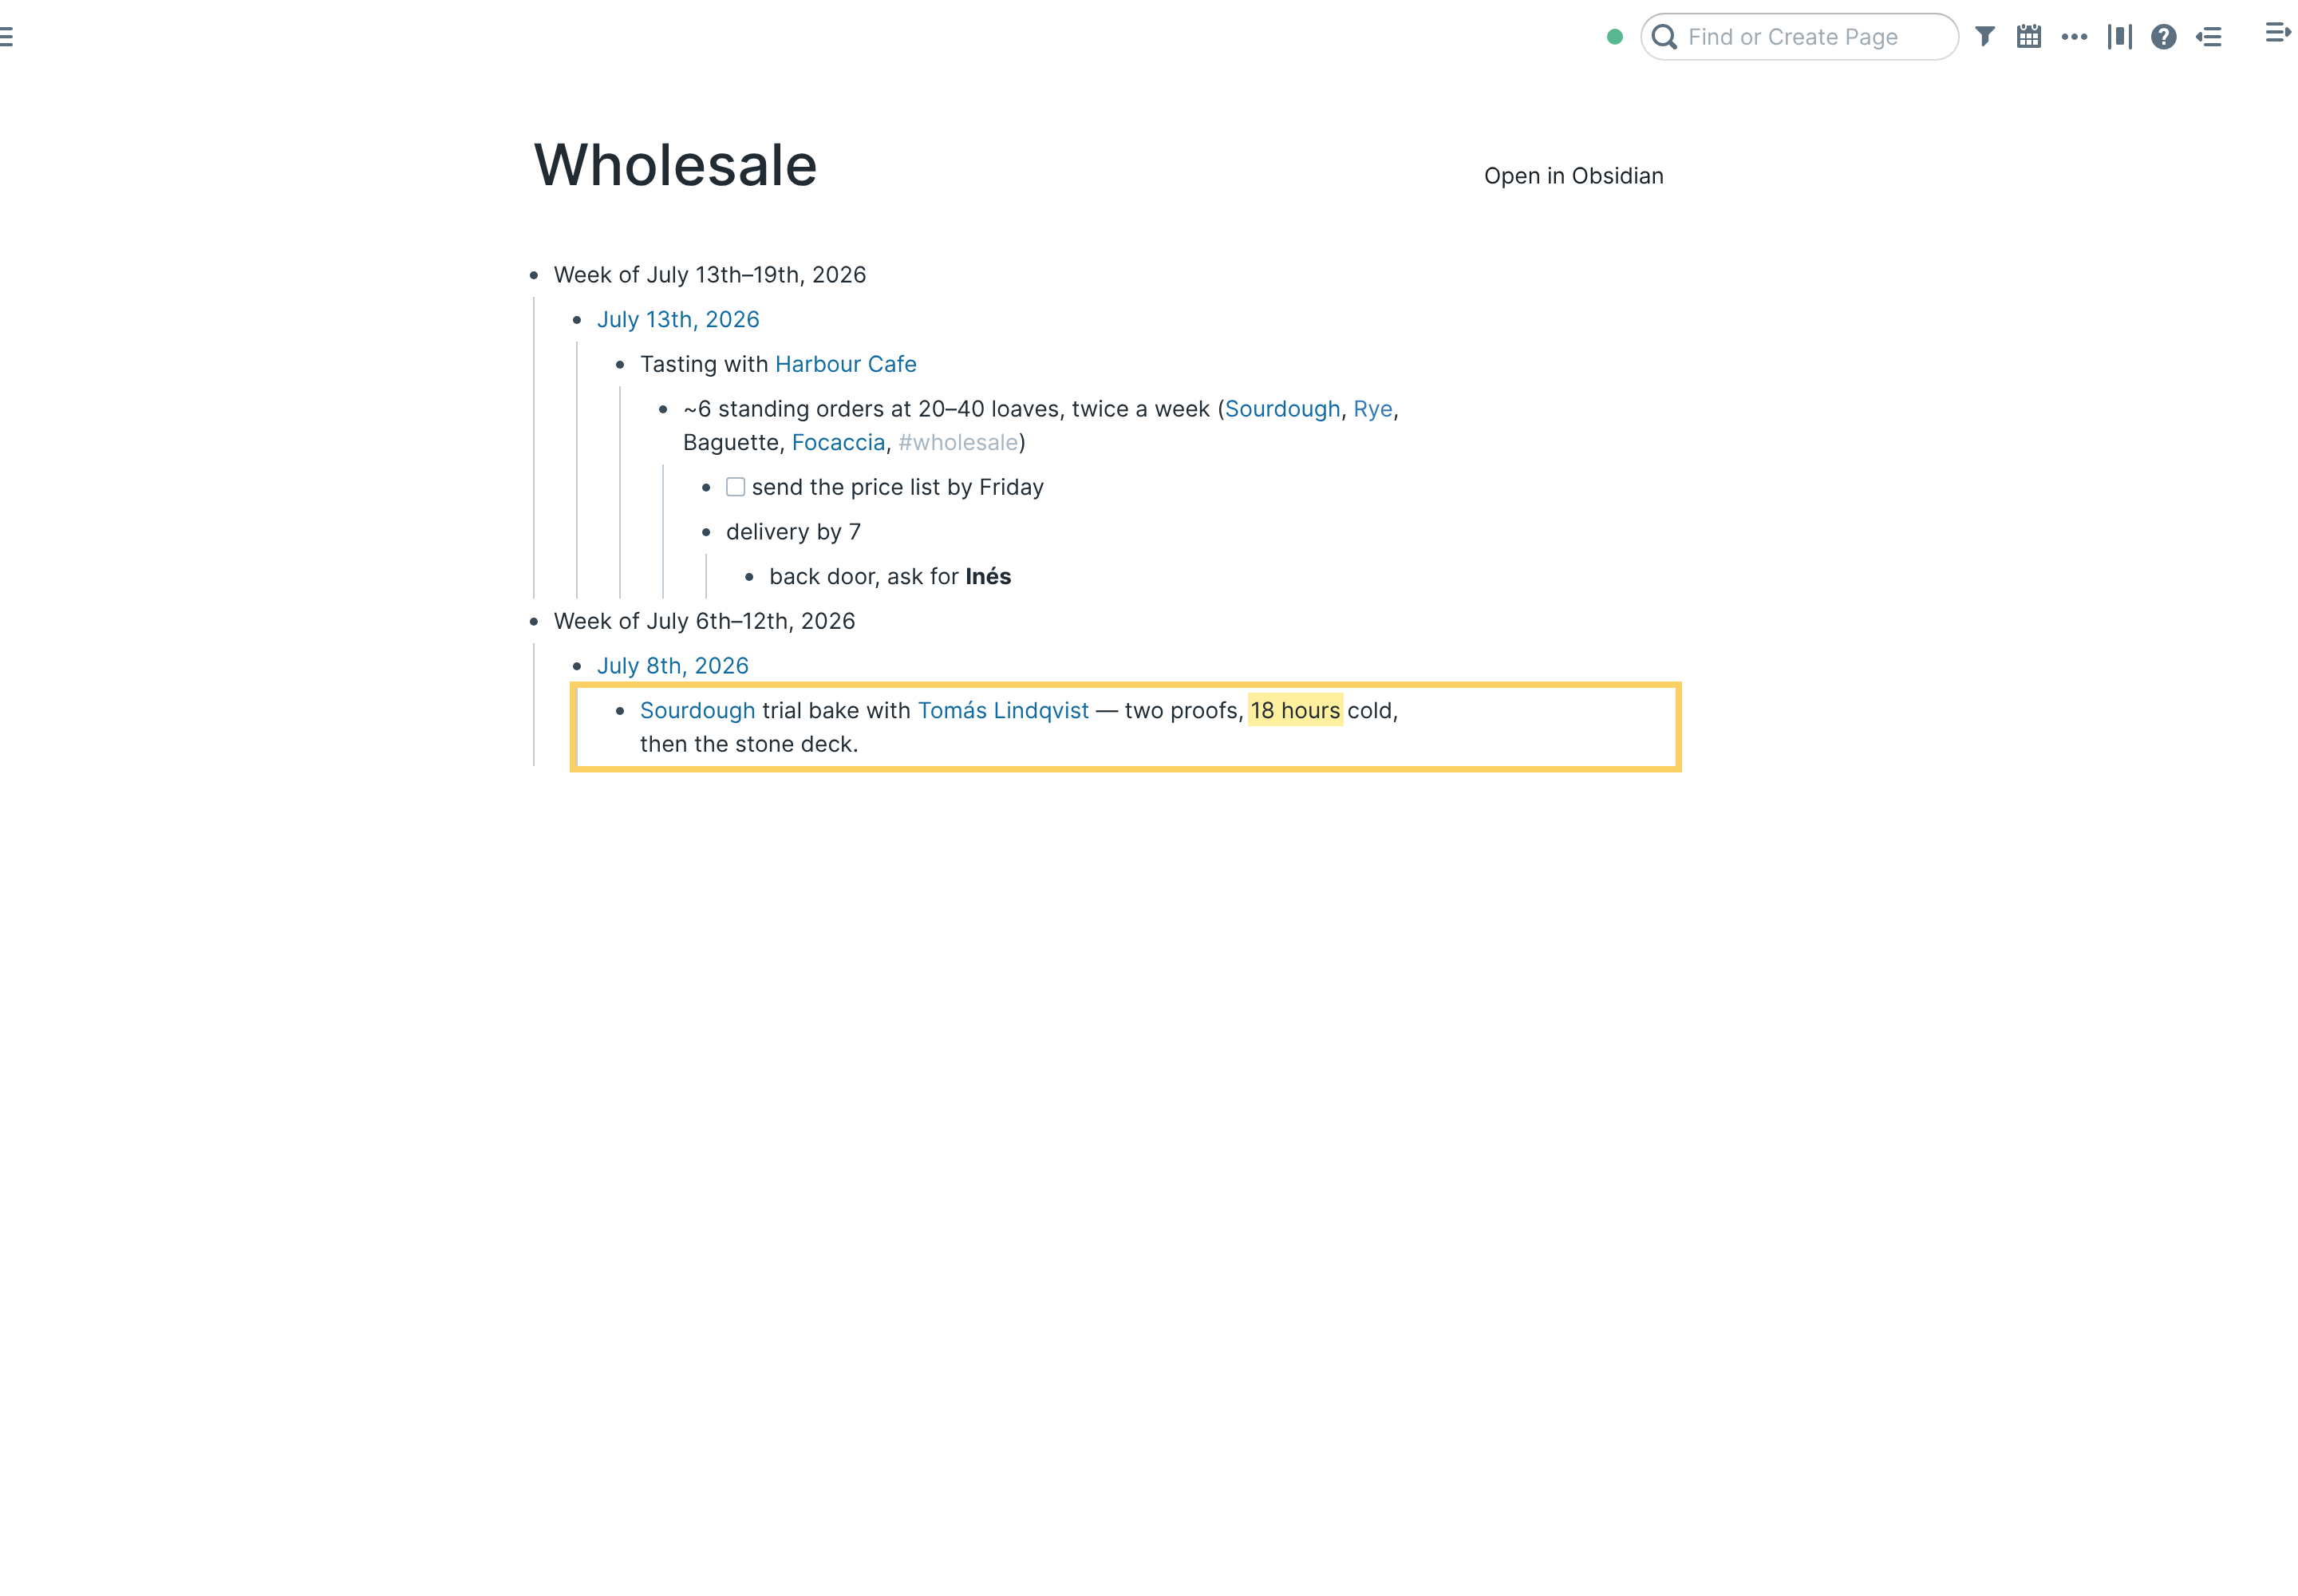 Find or Create Page
Wholesale
Open in Obsidian
Week of July 13th–19th, 2026
July 13th, 2026
Tasting with Harbour Cafe
~6 standing orders at 20–40 loaves, twice a week (Sourdough, Rye,
Baguette, Focaccia, #wholesale)
send the price list by Friday
delivery by 7
back door, ask for Inés
Week of July 6th–12th, 2026
July 8th, 2026
Sourdough trial bake with Tomás Lindqvist — two proofs, 18 hours cold,
then the stone deck.